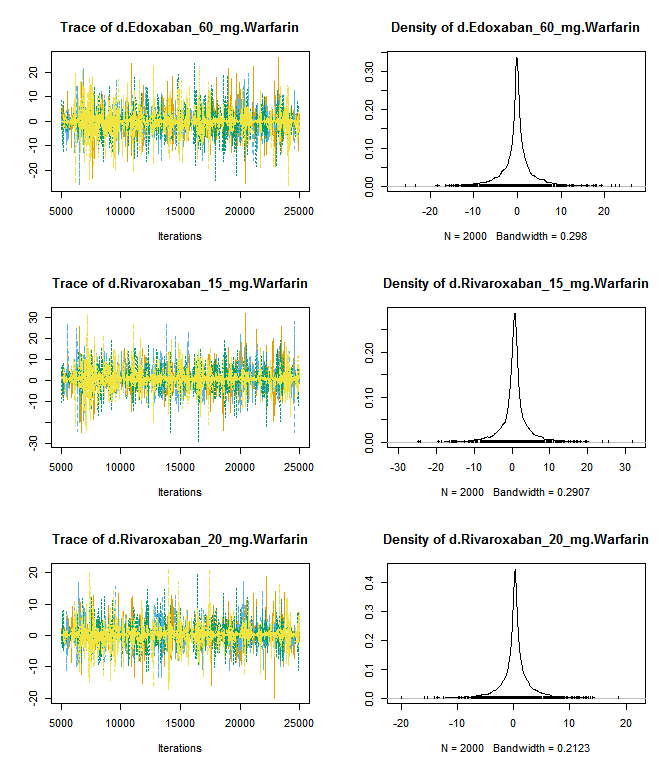 Trace of d.Edoxaban_60_mg.Warfarin
20
10
0
-10
-20
5000 10000 15000 20000 25000
Iterations
Density of d.Edoxaban_60_mg.Warfarin
0.30
0.20
0.10
0.00
-20 -10 0 10 20
N = 2000 Bandwidth = 0.298
Trace of d.Rivaroxaban_15_mg.Warfarin
30
20
10
0
-10
-30
5000 10000 15000 20000 25000
Iterations
Density of d.Rivaroxaban_15_mg.Warfarin
0.20
0.10
0.00
-30 -20 -10 0 10 20 30
N = 2000 Bandwidth = 0.2907
Trace of d.Rivaroxaban_20_mg.Warfarin
20
10
0
-10
-20
5000 10000 15000 20000 25000
Iterations
Density of d.Rivaroxaban_20_mg.Warfarin
0.4
0.3
0.2
0.1
0.0
-20 -10 0 10 20
N = 2000 Bandwidth = 0.2123